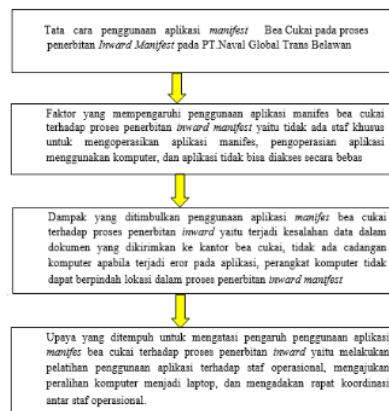 Tata cara penggunaan aplikasi manifest Bea Cukai pada proses
penerbitan Inward Manifest pada PT.Naval Global Trans Belawan
Faktor yang mempengaruhi penggunaan aplikasi manifes bea cukai
terhadap proses penerbitan inward manifest yaitu tidak ada staf khusus
untuk mengoperasikan aplikasi manifes, pengoperasian aplikasi
menggunakan komputer, dan aplikasi tidak bisa diakses secara bebas
Dampak yang ditimbulkan penggunaan aplikasi manifes bea cukai
terhadap proses penerbitan inward yaitu terjadi kesalahan data dalam
dokumen yang dikirimkan ke kantor bea cukai, tidak ada cadangan
komputer apabila terjadi eror pada aplikasi, perangkat komputer tidak
dapat berpindah lokasi dalam proses penerbitan inward manifest
Upaya yang ditempuh untuk mengatasi pengaruh penggunaan aplikasi
manifes bea cukai terhadap proses penerbitan inward yaitu melakukan
pelatihan penggunaan aplikasi terhadap staf operasional, mengajukan
peralihan komputer menjadi laptop, dan mengadakan rapat koordinasi
antar staf operasional.